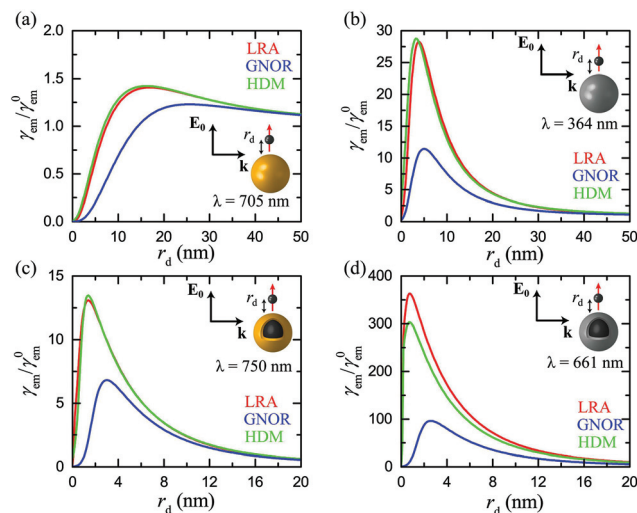 (a)
2.0
1.5
1.0
0.5
0.0
γem/γ⁰em
LRA
GNOR
HDM
E₀
rd
k
λ = 705 nm
0 10 20 30 40 50
rd (nm)
(b)
30
25
20
15
10
5
0
γem/γ⁰em
E₀
rd
k
λ = 364 nm
LRA
GNOR
HDM
0 10 20 30 40 50
rd (nm)
(c)
15
10
5
0
γem/γ⁰em
E₀
rd
k
λ = 750 nm
LRA
GNOR
HDM
0 4 8 12 16 20
rd (nm)
(d)
400
300
200
100
0
γem/γ⁰em
E₀
rd
k
λ = 661 nm
LRA
GNOR
HDM
0 4 8 12 16 20
rd (nm)